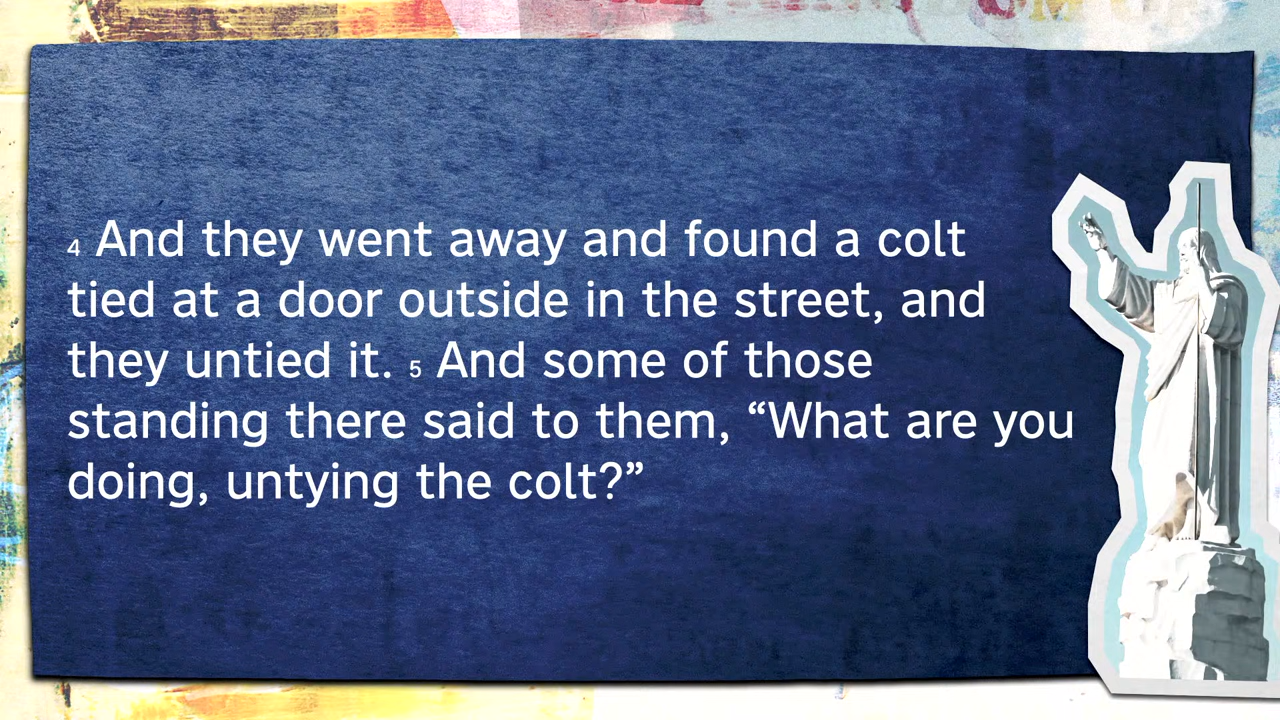 4 And they went away and found a colt
tied at a door outside in the street, and
they untied it. 5 And some of those
standing there said to them, “What are you
doing, untying the colt?”